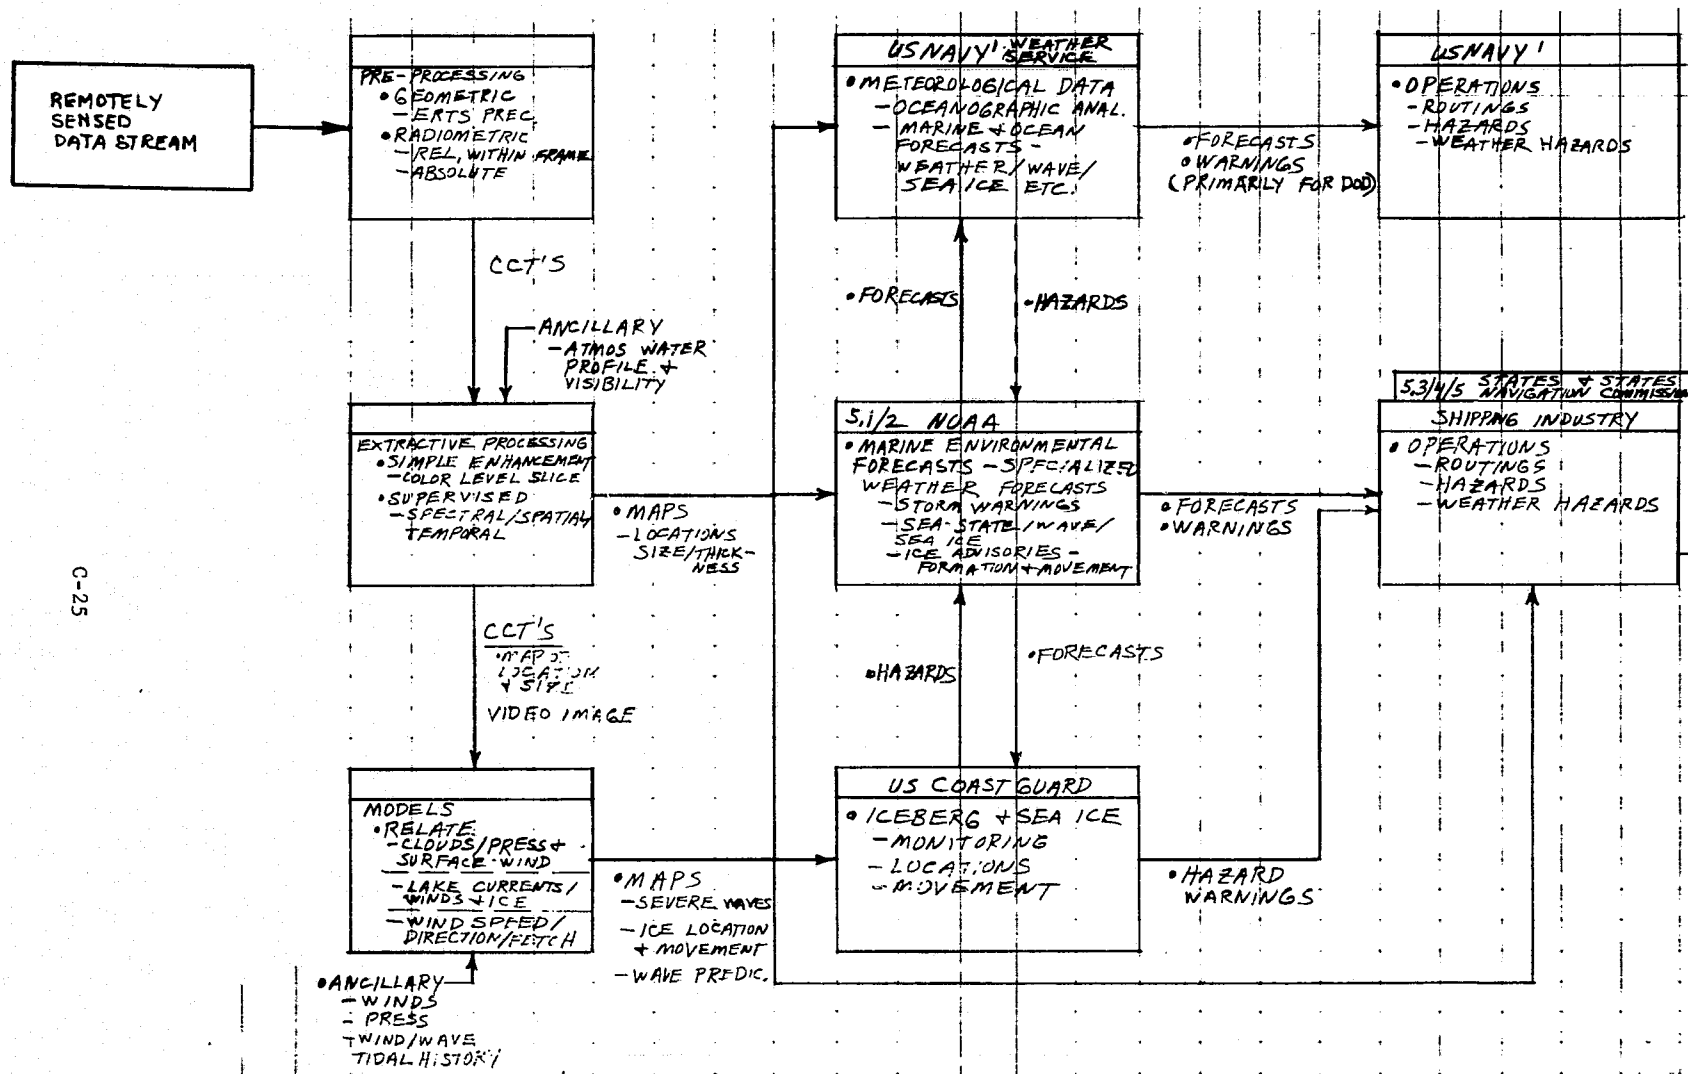 REMOTELY
SENSED
DATA STREAM
PRE-PROCESSING
• GEOMETRIC
- ERTS PREC.
• RADIOMETRIC
- REL, WITHIN FRAME
- ABSOLUTE
CCT'S
ANCILLARY
- ATMOS WATER
PROFILE +
VISIBILITY
EXTRACTIVE PROCESSING
• SIMPLE ENHANCEMENT
- COLOR LEVEL SLICE
• SUPERVISED
- SPECTRAL/SPATIAL
TEMPORAL
CCT'S
• MAP OF
LOCATION
+ SIZE
VIDEO IMAGE
MODELS
• RELATE
- CLOUDS/PRESS +
SURFACE WIND
- LAKE CURRENTS/
WINDS + ICE
- WIND SPEED/
DIRECTION/FETCH
• ANCILLARY
- WINDS
- PRESS
- WIND/WAVE
TIDAL HISTORY
• MAPS
- LOCATIONS
SIZE/THICK-
NESS
• MAPS
- SEVERE WAVES
- ICE LOCATION
+ MOVEMENT
- WAVE PREDIC.
US NAVY' WEATHER
SERVICE
• METEOROLOGICAL DATA
- OCEANOGRAPHIC ANAL.
- MARINE + OCEAN
FORECASTS -
WEATHER/WAVE/
SEA ICE ETC.
• FORECASTS
• HAZARDS
5.1/2 NOAA
• MARINE ENVIRONMENTAL
FORECASTS - SPECIALIZED
WEATHER FORECASTS
- STORM WARNINGS
- SEA-STATE/WAVE/
SEA ICE
- ICE ADVISORIES -
FORMATION + MOVEMENT
• HAZARDS
• FORECASTS
US COAST GUARD
• ICEBERG + SEA ICE
- MONITORING
- LOCATIONS
- MOVEMENT
• FORECASTS
• WARNINGS
(PRIMARILY FOR DOD)
• FORECASTS
• WARNINGS
• HAZARD
WARNINGS
US NAVY'
• OPERATIONS
- ROUTINGS
- HAZARDS
- WEATHER HAZARDS
5.3/4/5 STATES + STATES
NAVIGATION
SHIPPING INDUSTRY
• OPERATIONS
- ROUTINGS
- HAZARDS
- WEATHER HAZARDS
C-25